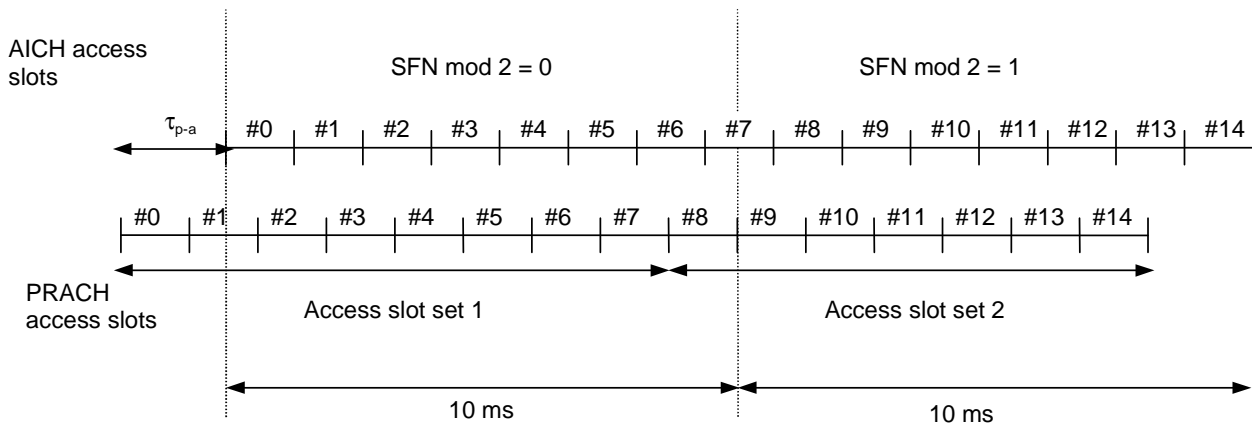 AICH access
slots
SFN mod 2 = 0
SFN mod 2 = 1
τp-a
#0 #1 #2 #3 #4 #5 #6 #7 #8 #9 #10 #11 #12 #13 #14
#0 #1 #2 #3 #4 #5 #6 #7 #8 #9 #10 #11 #12 #13 #14
PRACH
access slots
Access slot set 1
Access slot set 2
10 ms
10 ms